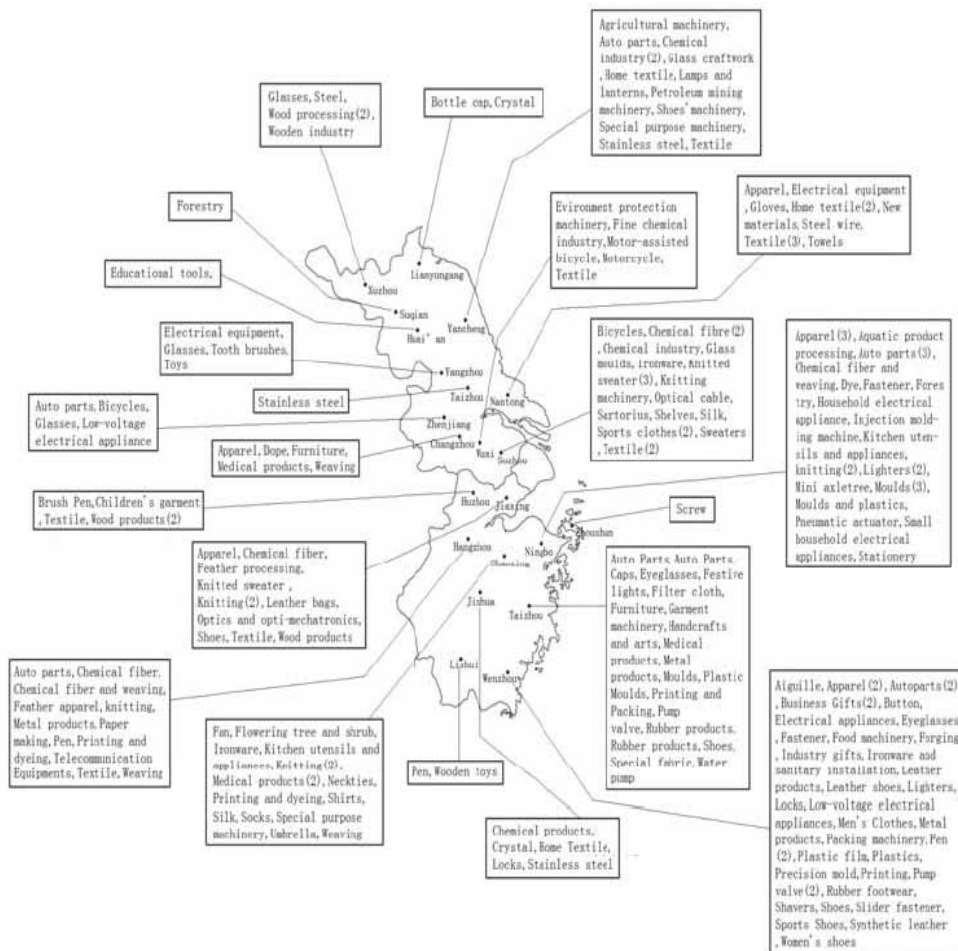 Agricultural machinery,
Auto parts, Chemical
industry(2), Glass craftwork
, Home textile, Lamps and
lanterns, Petroleum mining
machinery, Shoes' machinery,
Special purpose machinery,
Stainless steel, Textile
Glasses, Steel,
Wood processing(2),
Wooden industry
Bottle cap, Crystal
Forestry
Evironmest protection
machinery, Fine chemical
industry, Motor-assisted
bicycle, Motorcycle,
Textile
Apparel, Electrical equipment
, Gloves, Home textile(2), New
materials, Steel wire,
Textile(3), Towels
Educational tools,
Lianyungang
Xuzhou
Suqian
Yancheng
Huai'an
Electrical equipment,
Glasses, Tooth brushes,
Toys
Bicycles, Chemical fibre(2)
, Chemical industry, Glass
moulds, Ironware, Knitted
sweater(3), Knitting
machinery, Optical cable,
Sartorius, Shelves, Silk,
Sports clothes(2), Sweaters,
Textile(2)
Apparel(3), Aquatic product
processing, Auto parts(3),
Chemical fiber and
weaving, Dye, Fastener, Fores
try, Household electrical
appliance, Injection mold-
ing machine, Kitchen uten-
sils and appliances,
knitting(2), Lighters(2),
Mini axletree, Moulds(3),
Moulds and plastics,
Pneumatic actuator, Small
household electrical
appliances, Stationery
Yangzhou
Taizhou
Nantong
Stainless steel
Auto parts, Bicycles,
Glasses, Low-voltage
electrical appliance
Zhenjiang
Changzhou
Wuxi
Suzhou
Apparel, Dope, Furniture,
Medical products, Weaving
Brush Pen, Children's garment
, Textile, Wood products(2)
Huzhou
Jiaxing
Screw
Zhoushan
Hangzhou
Ningbo
Shaoxing
Apparel, Chemical fiber,
Feather processing,
Knitted sweater ,
Knitting(2), Leather bags,
Optics and opti-mechatronics,
Shoes, Textile, Wood products
Jishua
Taizhou
Auto Parts Auto Parts
Caps, Eyeglasses, Festive
lights, Filter cloth,
Furniture, Garment
machinery, Handcrafts
and arts, Medical
products, Metal
products, Moulds, Plastic
Moulds, Printing and
Packing, Pump
valve, Rubber products,
Rubber products, Shoes,
Special fabric, Water
pump
Lishui
Wenzhou
Auto parts, Chemical fiber,
Chemical fiber and weaving,
Feather apparel, knitting,
Metal products, Paper
making, Pen, Printing and
dyeing, Telecommunication
Equipments, Textile, Weaving
Fan, Flowering tree and shrub,
Ironware, Kitchen utensils and
appliances, Knitting(2),
Medical products(2), Neckties,
Printing and dyeing, Shirts,
Silk, Socks, Special purpose
machinery, Umbrella, Weaving
Pen, Wooden toys
Chemical products,
Crystal, Home Textile,
Locks, Stainless steel
Aiguille, Apparel(2), Autoparts(2)
, Business Gifts(2), Button,
Electrical appliances, Eyeglasses
, Fastener, Food machinery, Forging
, Industry gifts, Ironware and
sanitary installation, Leather
products, Leather shoes, Lighters,
Locks, Low-voltage electrical
appliances, Men's Clothes, Metal
products, Packing machinery, Pen
(2), Plastic film, Plastics,
Precision mold, Printing, Pump
valve(2), Rubber footwear,
Shavers, Shoes, Slider fastener,
Sports Shoes, Synthetic leather
, Women's shoes